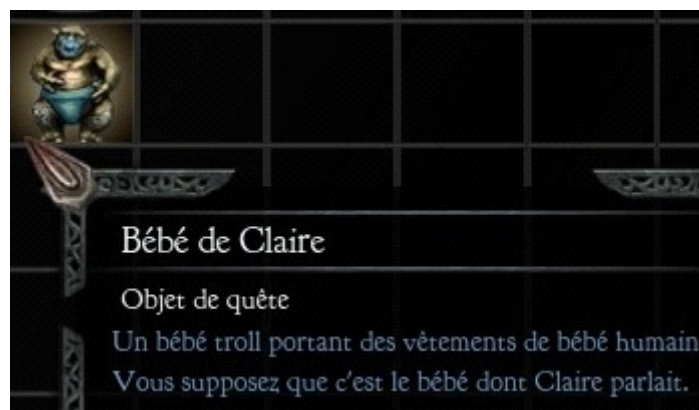 Bébé de Claire
Objet de quête
Un bébé troll portant des vêtements de bébé humain
Vous supposez que c'est le bébé dont Claire parlait.